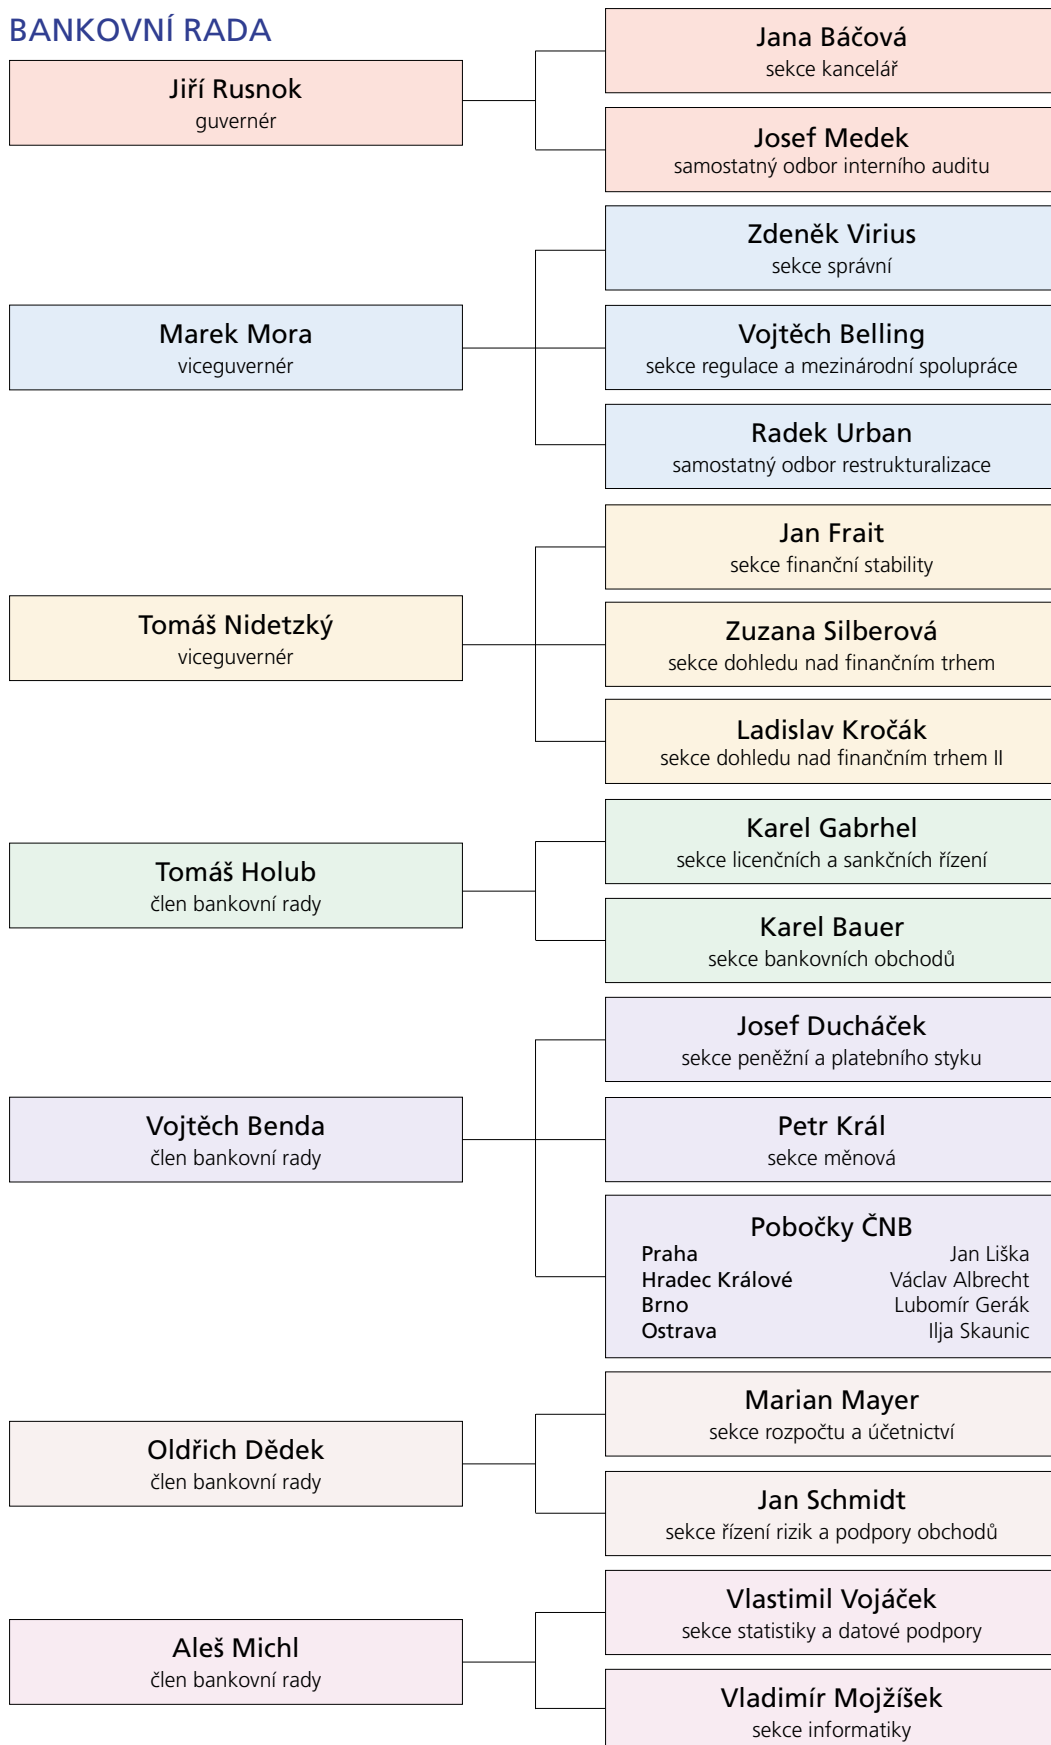 BANKOVNÍ RADA
Jiří Rusnok
guvernér
Jana Báčová
sekce kancelář
Josef Medek
samostatný odbor interního auditu
Marek Mora
viceguvernér
Zdeněk Virius
sekce správní
Vojtěch Belling
sekce regulace a mezinárodní spolupráce
Radek Urban
samostatný odbor restrukturalizace
Tomáš Nidetzký
viceguvernér
Jan Frait
sekce finanční stability
Zuzana Silberová
sekce dohledu nad finančním trhem
Ladislav Kročák
sekce dohledu nad finančním trhem II
Tomáš Holub
člen bankovní rady
Karel Gabrhel
sekce licenčních a sankčních řízení
Karel Bauer
sekce bankovních obchodů
Vojtěch Benda
člen bankovní rady
Josef Ducháček
sekce peněžní a platebního styku
Petr Král
sekce měnová
Pobočky ČNB
Praha Jan Liška
Hradec Králové Václav Albrecht
Brno Lubomír Gerák
Ostrava Ilja Skaunic
Oldřich Dědek
člen bankovní rady
Marian Mayer
sekce rozpočtu a účetnictví
Jan Schmidt
sekce řízení rizik a podpory obchodů
Aleš Michl
člen bankovní rady
Vlastimil Vojáček
sekce statistiky a datové podpory
Vladimír Mojžíšek
sekce informatiky